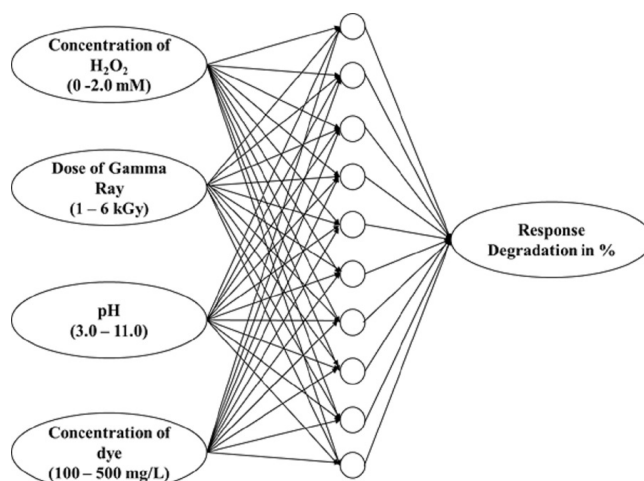 Concentration of
H₂O₂
(0 -2.0 mM)
Dose of Gamma
Ray
(1 – 6 kGy)
pH
(3.0 – 11.0)
Concentration of
dye
(100 – 500 mg/L)
Response
Degradation in %